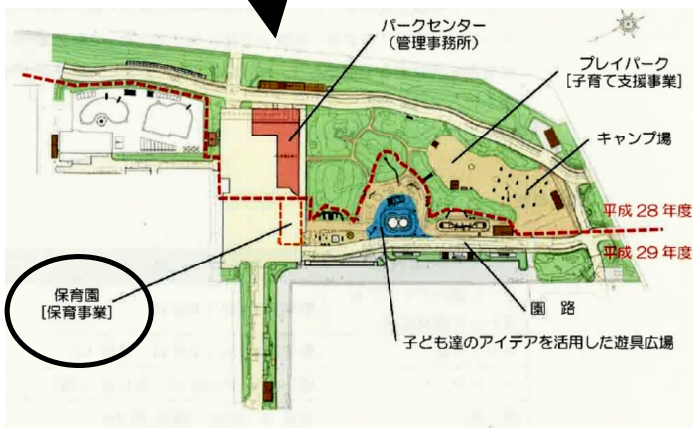 パークセンター
（管理事務所）
プレイパーク
[子育て支援事業]
キャンプ場
平成28年度
平成29年度
保育園
[保育事業]
園 路
子ども達のアイデアを活用した遊具広場